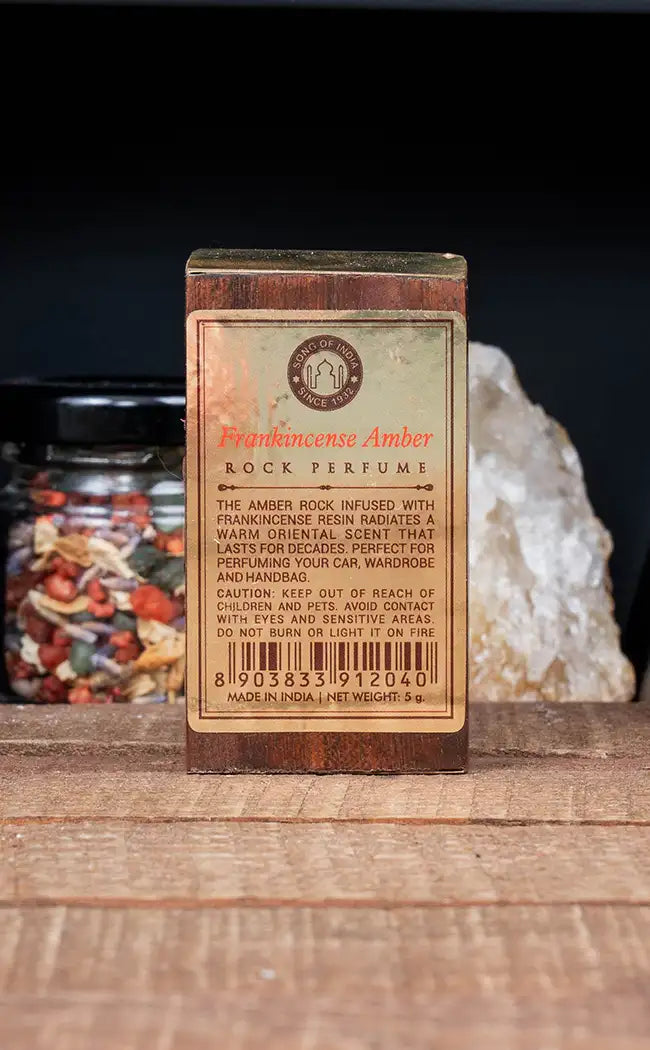 SONG OF INDIA
SINCE 1932
Frankincense Amber
ROCK PERFUME
THE AMBER ROCK INFUSED WITH
FRANKINCENSE RESIN RADIATES A
WARM ORIENTAL SCENT THAT
LASTS FOR DECADES. PERFECT FOR
PERFUMING YOUR CAR, WARDROBE
AND HANDBAG.
CAUTION: KEEP OUT OF REACH OF
CHILDREN AND PETS. AVOID CONTACT
WITH EYES AND SENSITIVE AREAS.
DO NOT BURN OR LIGHT IT ON FIRE
8 903833 912040
MADE IN INDIA | NET WEIGHT: 5 g.